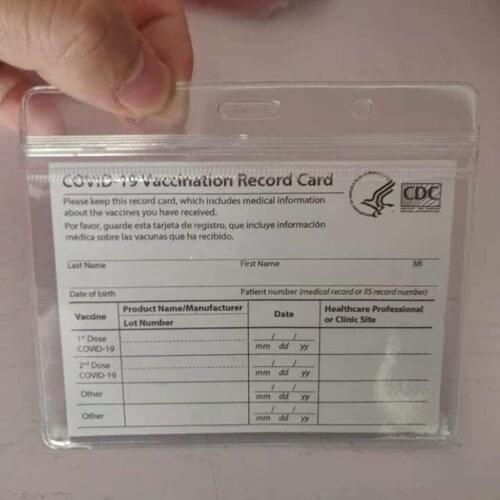 COVID-19 Vaccination Record Card
Please keep this record card, which includes medical information
about the vaccines you have received.
Por favor, guarde esta tarjeta de registro, que incluye información
médica sobre las vacunas que ha recibido.
CDC
Last Name First Name MI
Date of birth Patient number (medical record or IIS record number)
Vaccine Product Name/Manufacturer Date Healthcare Professional
Lot Number or Clinic Site
1st Dose
COVID-19
mm dd yy
2nd Dose
COVID-19
mm dd yy
Other
mm dd yy
Other
mm dd yy